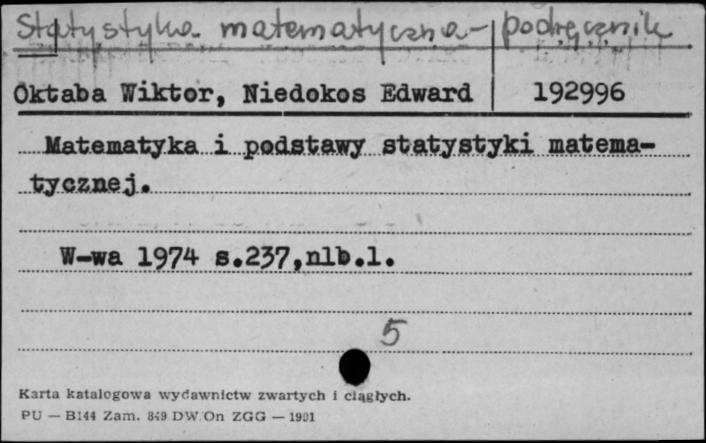 Statystyka matematyczna - podręcznik
Oktaba Wiktor, Niedokos Edward 192996
Matematyka i podstawy statystyki matema-
tycznej.
W-wa 1974 s.237,nlb.1.
5
Karta katalogowa wydawnictw zwartych i ciągłych.
PU — B144 Zam. 849 DW On ZGG — 1981